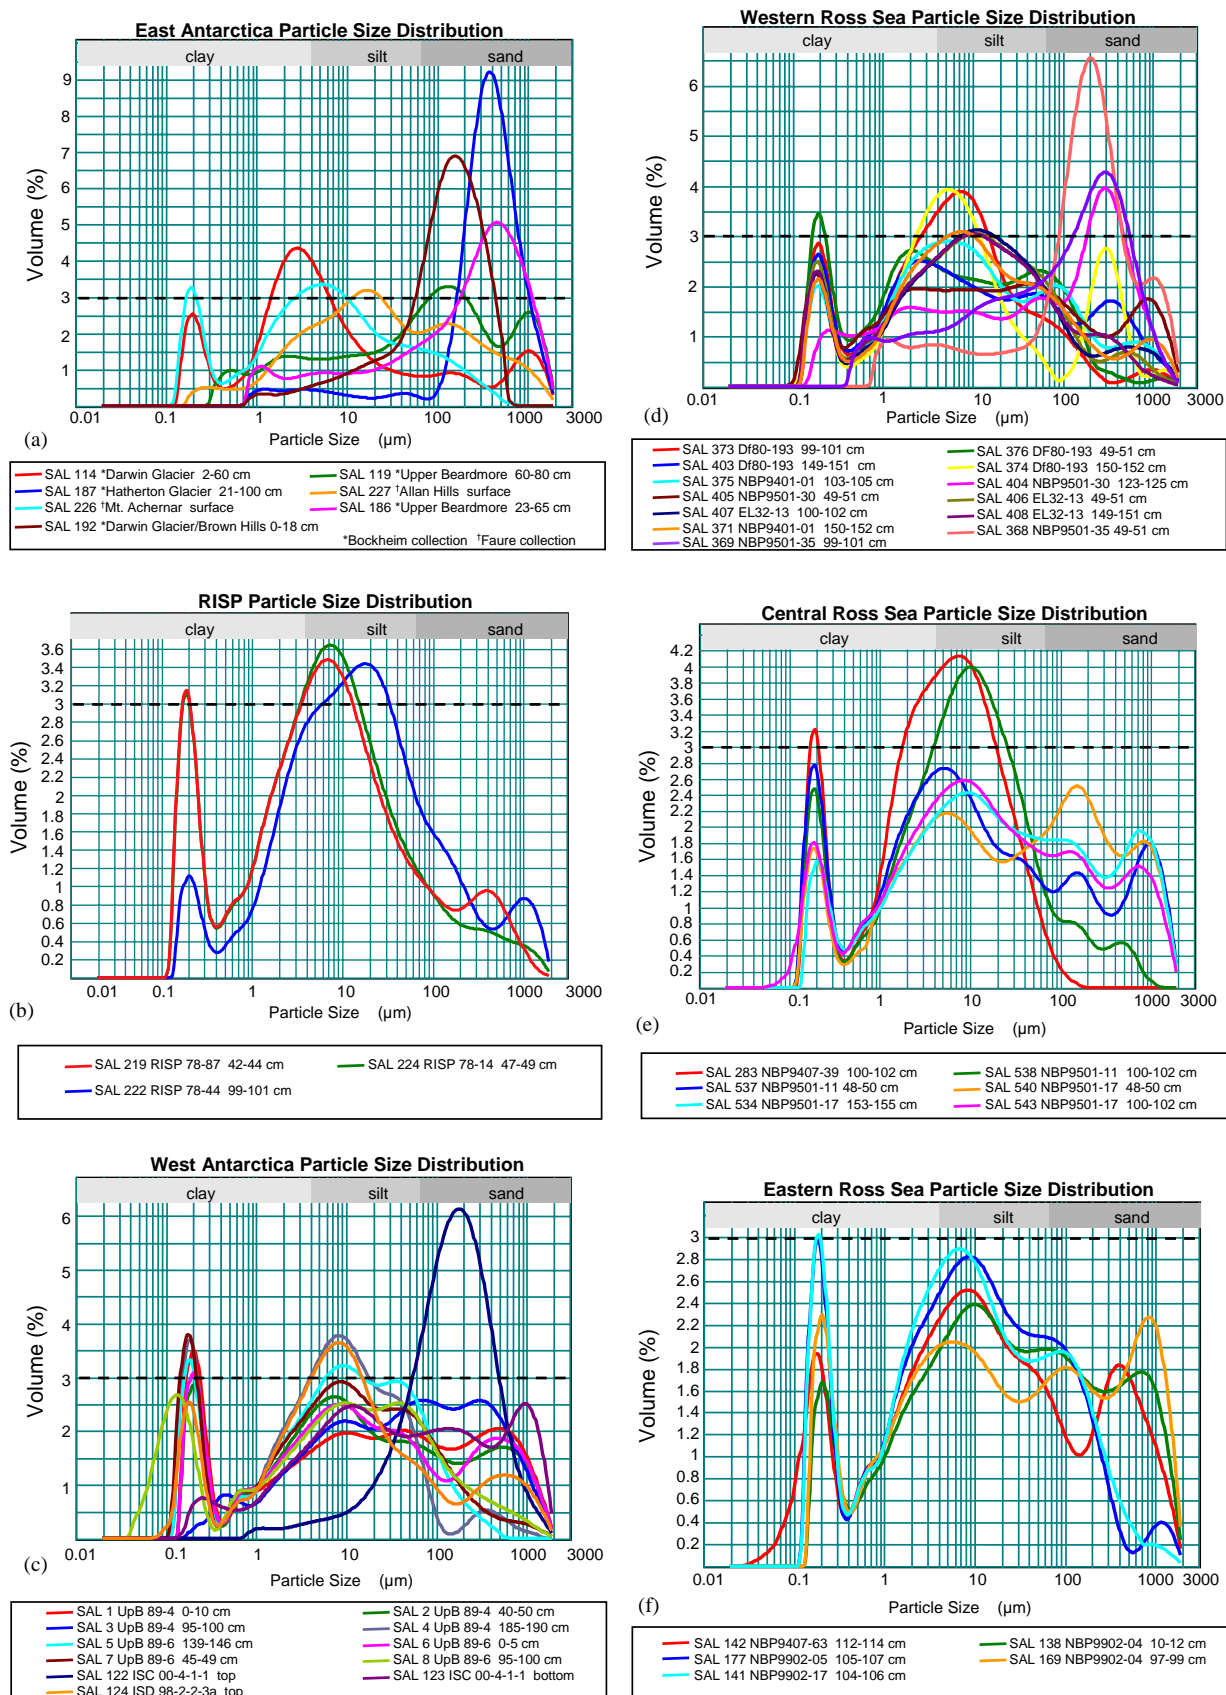 East Antarctica Particle Size Distribution
clay silt sand
9
8
7
6
5
4
3
2
1
Volume (%)
0.01 0.1 1 10 100 1000 3000
Particle Size (µm)
(a)
SAL 114 *Darwin Glacier 2-60 cm
SAL 119 *Upper Beardmore 60-80 cm
SAL 187 *Hatherton Glacier 21-100 cm
SAL 227 †Allan Hills surface
SAL 226 †Mt. Achernar surface
SAL 186 *Upper Beardmore 23-65 cm
SAL 192 *Darwin Glacier/Brown Hills 0-18 cm
*Bockheim collection †Faure collection
RISP Particle Size Distribution
clay silt sand
3.6
3.4
3.2
3
2.8
2.6
2.4
2.2
2
1.8
1.6
1.4
1.2
1
0.8
0.6
0.4
0.2
Volume (%)
0.01 0.1 1 10 100 1000 3000
Particle Size (µm)
(b)
SAL 219 RISP 78-87 42-44 cm
SAL 224 RISP 78-14 47-49 cm
SAL 222 RISP 78-44 99-101 cm
West Antarctica Particle Size Distribution
clay silt sand
6
5
4
3
2
1
Volume (%)
0.01 0.1 1 10 100 1000 3000
Particle Size (µm)
(c)
SAL 1 UpB 89-4 0-10 cm
SAL 2 UpB 89-4 40-50 cm
SAL 3 UpB 89-4 95-100 cm
SAL 4 UpB 89-4 185-190 cm
SAL 5 UpB 89-6 139-146 cm
SAL 6 UpB 89-6 0-5 cm
SAL 7 UpB 89-6 45-49 cm
SAL 8 UpB 89-6 95-100 cm
SAL 122 ISC 00-4-1-1 top
SAL 123 ISC 00-4-1-1 bottom
SAL 124 ISD 98-2-2-3a top
Western Ross Sea Particle Size Distribution
clay silt sand
6
5
4
3
2
1
Volume (%)
0.01 0.1 1 10 100 1000 3000
Particle Size (µm)
(d)
SAL 373 Df80-193 99-101 cm
SAL 376 DF80-193 49-51 cm
SAL 403 Df80-193 149-151 cm
SAL 374 Df80-193 150-152 cm
SAL 375 NBP9401-01 103-105 cm
SAL 404 NBP9501-30 123-125 cm
SAL 405 NBP9501-30 49-51 cm
SAL 406 EL32-13 49-51 cm
SAL 407 EL32-13 100-102 cm
SAL 408 EL32-13 149-151 cm
SAL 371 NBP9401-01 150-152 cm
SAL 368 NBP9501-35 49-51 cm
SAL 369 NBP9501-35 99-101 cm
Central Ross Sea Particle Size Distribution
clay silt sand
4.2
4
3.8
3.6
3.4
3.2
3
2.8
2.6
2.4
2.2
2
1.8
1.6
1.4
1.2
1
0.8
0.6
0.4
0.2
Volume (%)
0.01 0.1 1 10 100 1000 3000
Particle Size (µm)
(e)
SAL 283 NBP9407-39 100-102 cm
SAL 538 NBP9501-11 100-102 cm
SAL 537 NBP9501-11 48-50 cm
SAL 540 NBP9501-17 48-50 cm
SAL 534 NBP9501-17 153-155 cm
SAL 543 NBP9501-17 100-102 cm
Eastern Ross Sea Particle Size Distribution
clay silt sand
3
2.8
2.6
2.4
2.2
2
1.8
1.6
1.4
1.2
1
0.8
0.6
0.4
0.2
Volume (%)
0.01 0.1 1 10 100 1000 3000
Particle Size (µm)
(f)
SAL 142 NBP9407-63 112-114 cm
SAL 138 NBP9902-04 10-12 cm
SAL 177 NBP9902-05 105-107 cm
SAL 169 NBP9902-04 97-99 cm
SAL 141 NBP9902-17 104-106 cm